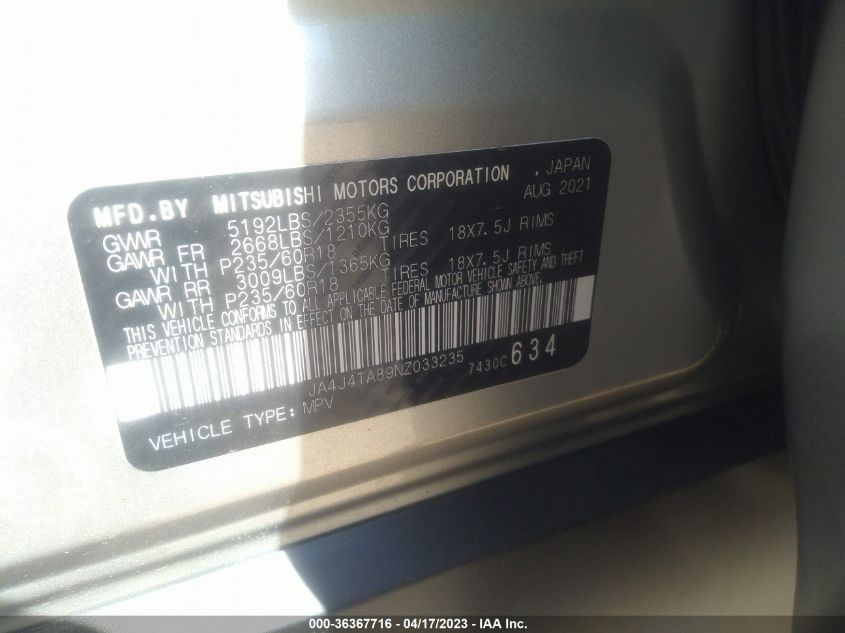 MFD.BY MITSUBISHI MOTORS CORPORATION , JAPAN
GVWR 5192LBS/2355KG AUG 2021
GAWR FR 2668LBS/1210KG
WITH P235/60R18 TIRES 18X7.5J RIMS
GAWR RR 3009LBS/1365KG
WITH P235/60R18 TIRES 18X7.5J RIMS
THIS VEHICLE CONFORMS TO ALL APPLICABLE FEDERAL MOTOR VEHICLE SAFETY AND THEFT
PREVENTION STANDARDS IN EFFECT ON THE DATE OF MANUFACTURE SHOWN ABOVE.
JA4J4TA89NZ033235 7430C 634
VEHICLE TYPE: MPV
000-36367716 - 04/17/2023 - IAA Inc.